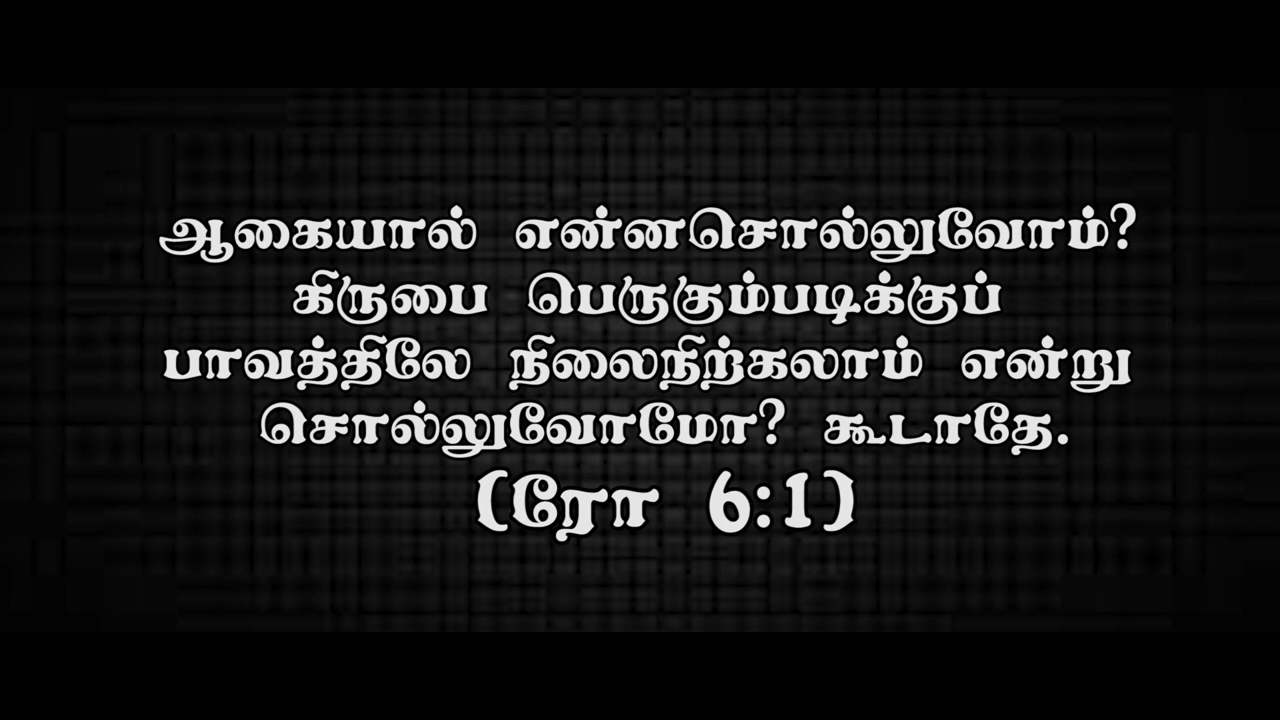 ஆகையால் என்னசொல்லுவோம்?
கிருபை பெருகும்படிக்குப்
பாவத்திலே நிலைநிற்கலாம் என்று
சொல்லுவோமோ? கூடாதே.
(ரோ 6:1)